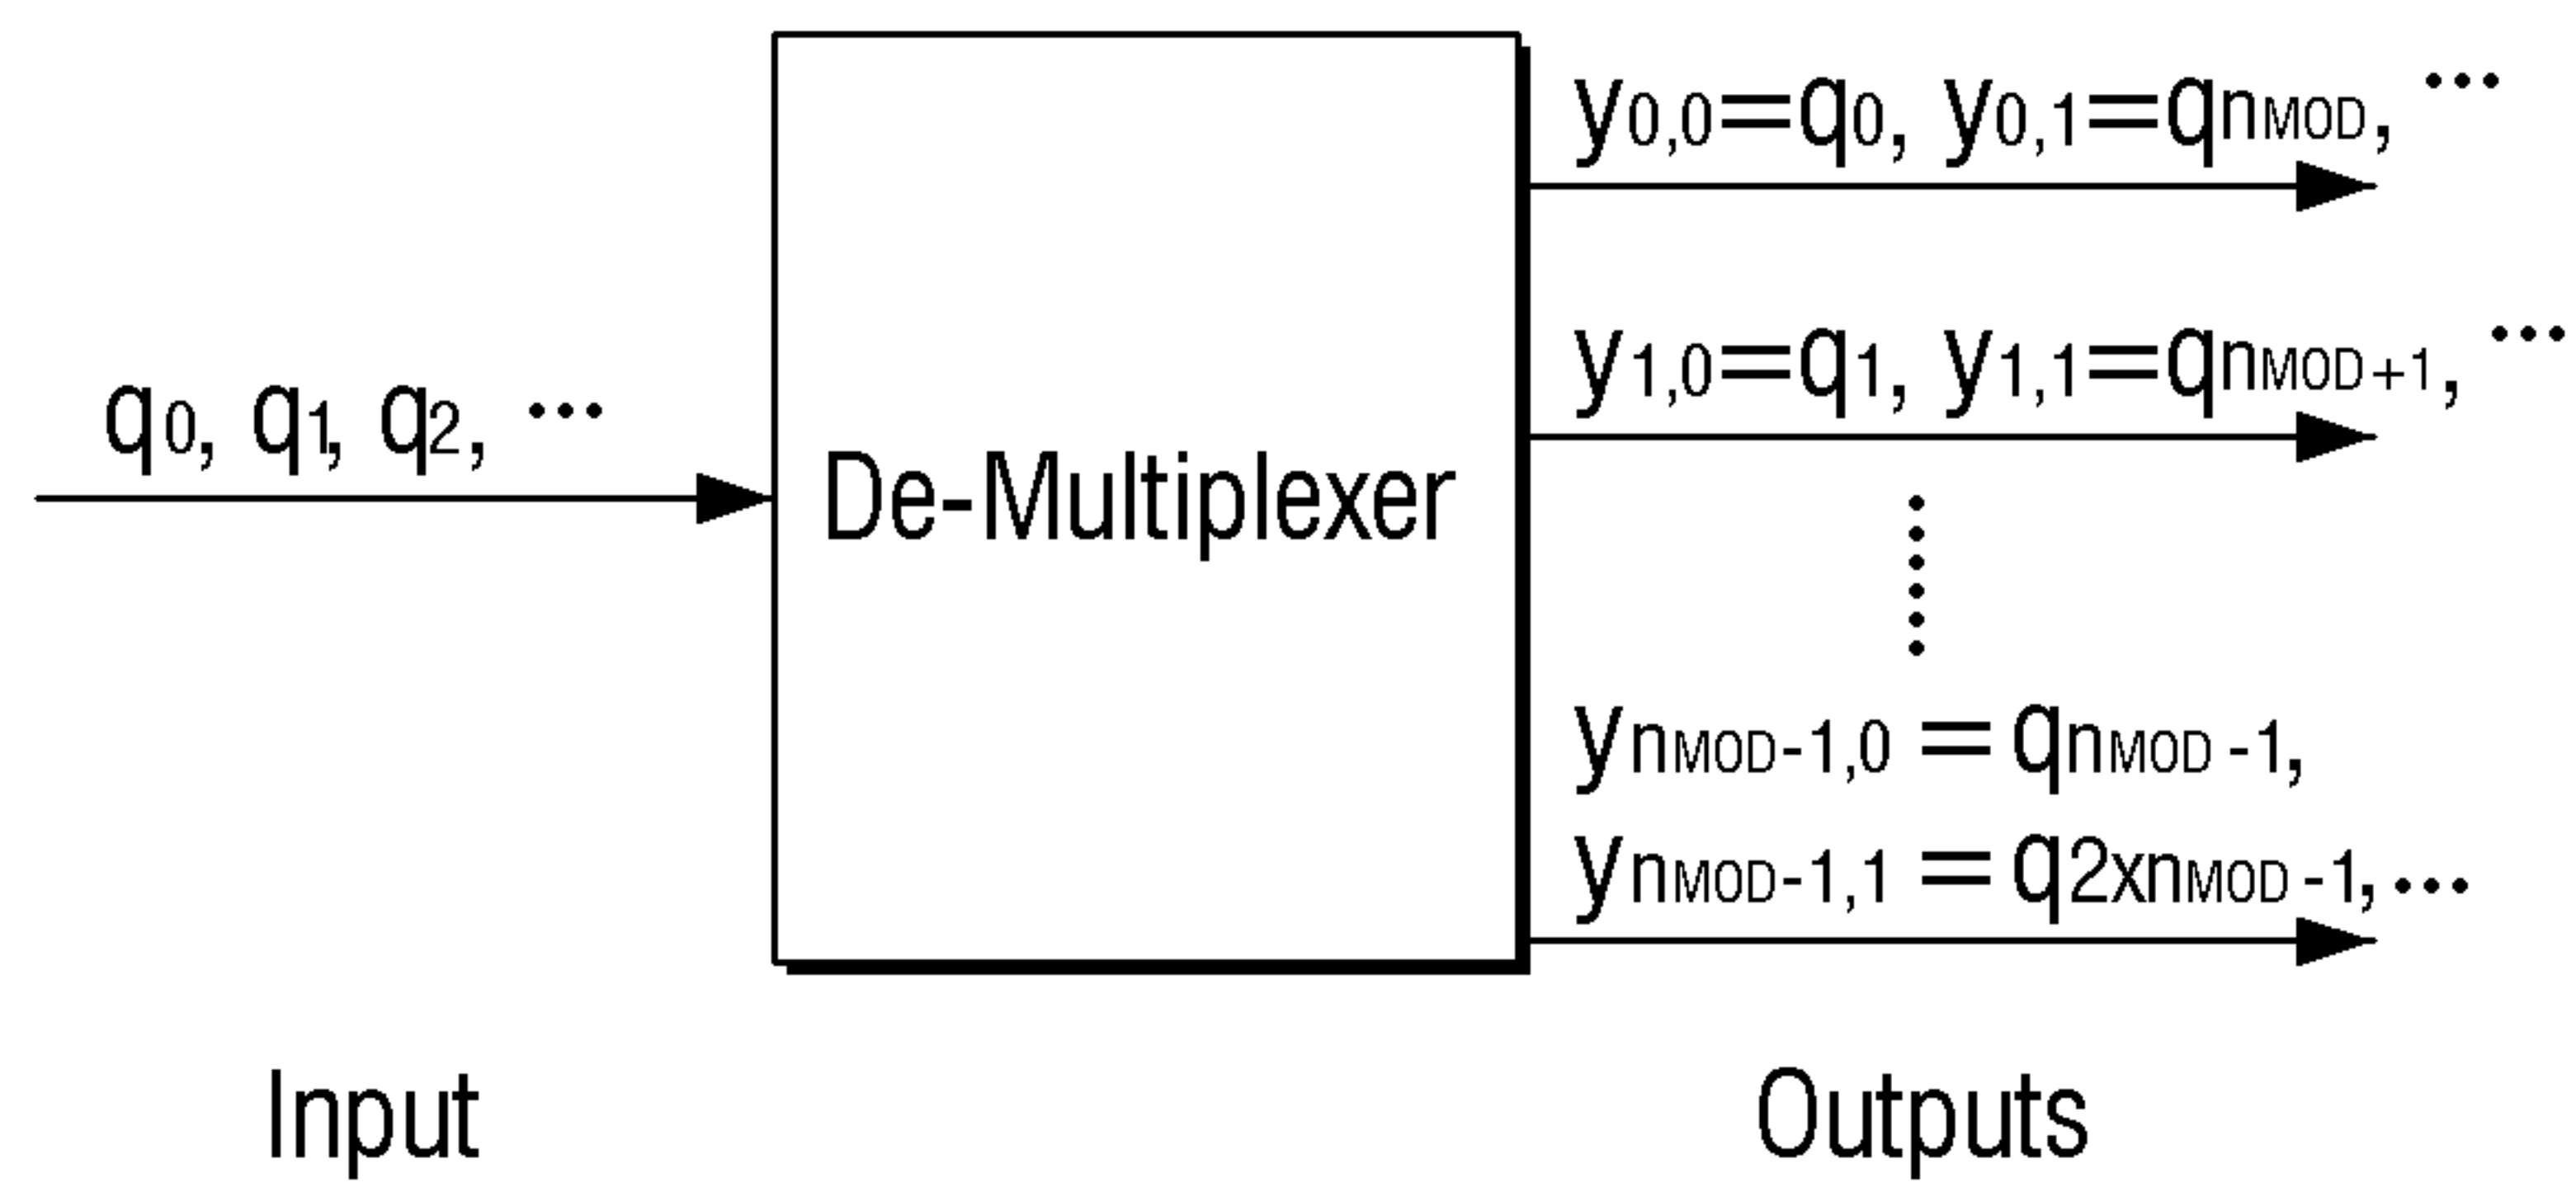 y0,0=q0, y0,1=qnMOD, ...
y1,0=q1, y1,1=qnMOD+1, ...
q0, q1, q2, ...
De-Multiplexer
ynMOD-1,0 = qnMOD -1,
ynMOD-1,1 = q2xnMOD -1, ...
Input
Outputs